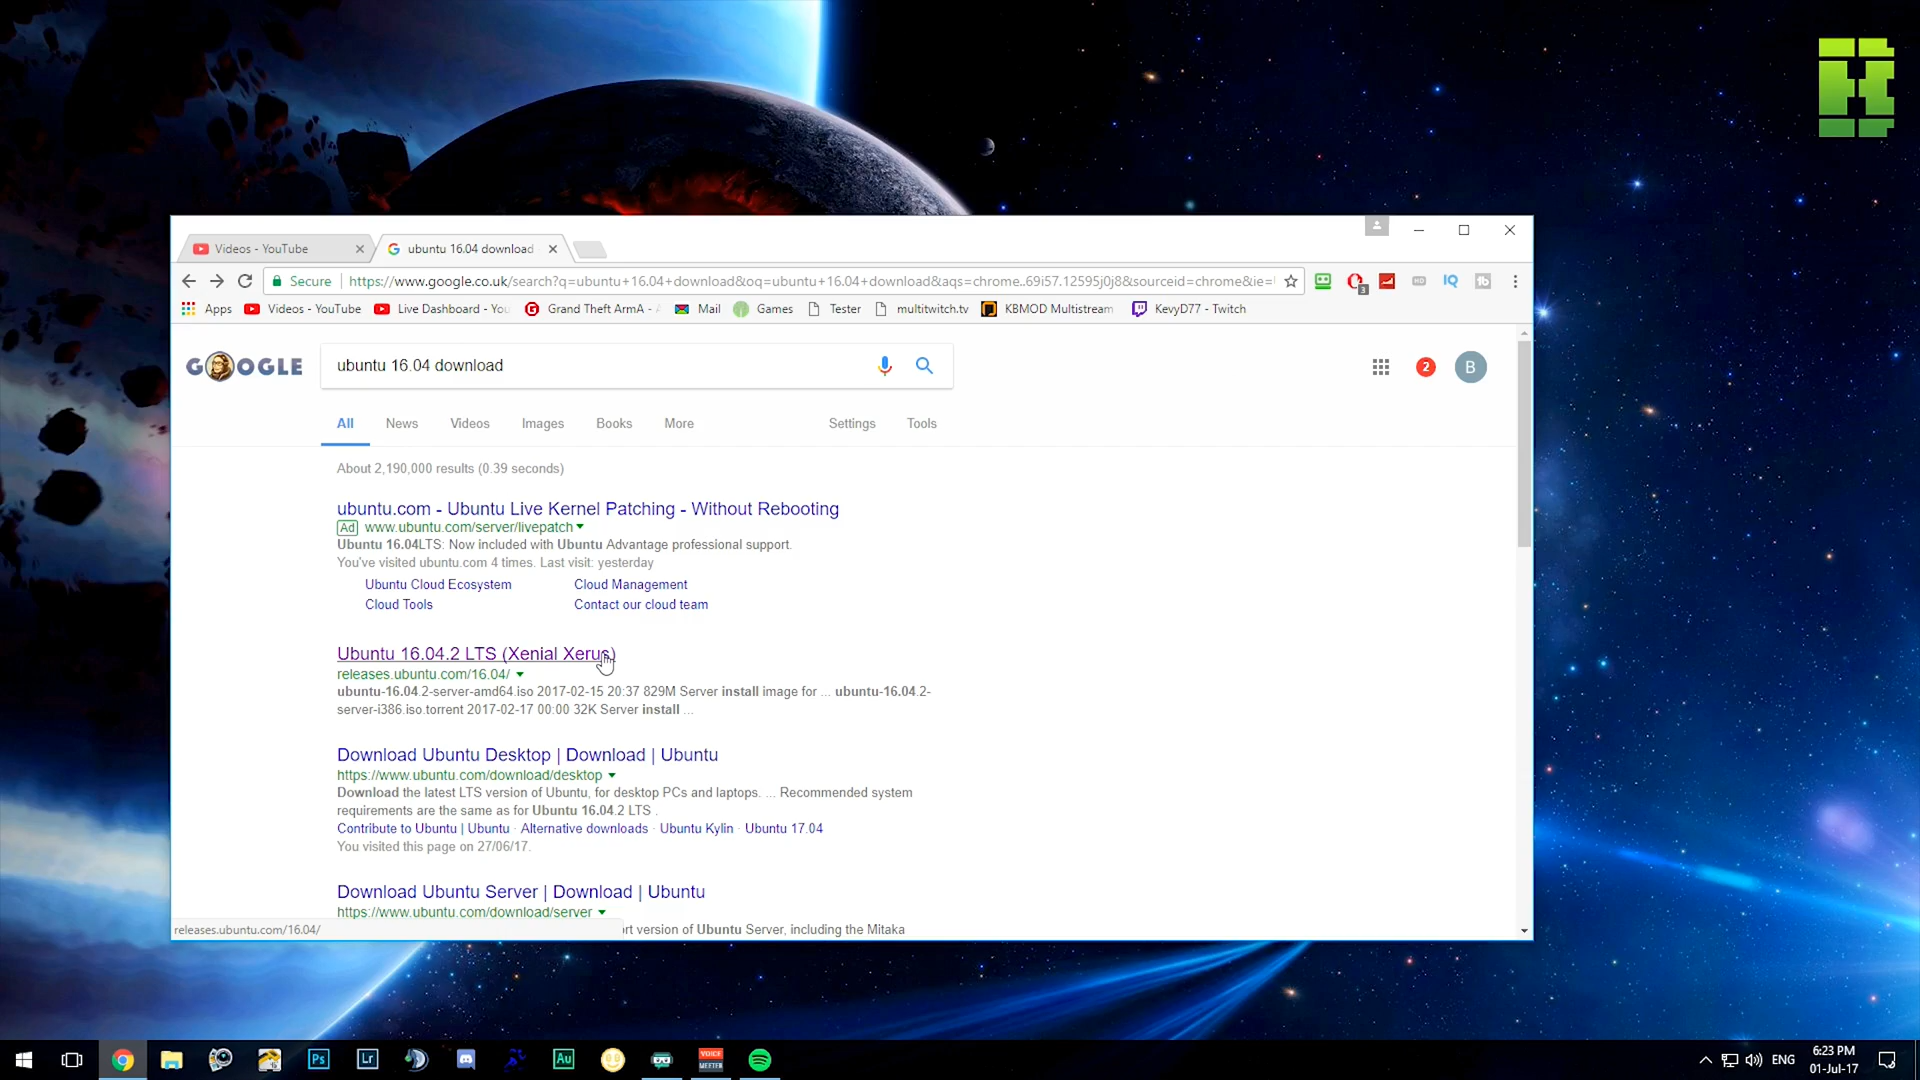 Videos - YouTube
ubuntu 16.04 download
Secure
https://www.google.co.uk/search?q=ubuntu+16.04+download&oq=ubuntu+16.04+download&aqs=chrome..69i57.12595j0j8&sourceid=chrome&ie=
3
HD
IQ
Apps
Videos - YouTube
Live Dashboard - You
Grand Theft ArmA -
Mail
Games
Tester
multitwitch.tv
KBMOD Multistream
KevyD77 - Twitch
GOOGLE
ubuntu 16.04 download
2
B
All
News
Videos
Images
Books
More
Settings
Tools
About 2,190,000 results (0.39 seconds)
ubuntu.com - Ubuntu Live Kernel Patching - Without Rebooting
Ad www.ubuntu.com/server/livepatch
Ubuntu 16.04LTS: Now included with Ubuntu Advantage professional support.
You've visited ubuntu.com 4 times. Last visit: yesterday
Ubuntu Cloud Ecosystem
Cloud Management
Cloud Tools
Contact our cloud team
Ubuntu 16.04.2 LTS (Xenial Xerus)
releases.ubuntu.com/16.04/
ubuntu-16.04.2-server-amd64.iso 2017-02-15 20:37 829M Server install image for ... ubuntu-16.04.2-
server-i386.iso.torrent 2017-02-17 00:00 32K Server install ...
Download Ubuntu Desktop | Download | Ubuntu
https://www.ubuntu.com/download/desktop
Download the latest LTS version of Ubuntu, for desktop PCs and laptops. ... Recommended system
requirements are the same as for Ubuntu 16.04.2 LTS .
Contribute to Ubuntu | Ubuntu · Alternative downloads · Ubuntu Kylin · Ubuntu 17.04
You visited this page on 27/06/17.
Download Ubuntu Server | Download | Ubuntu
https://www.ubuntu.com/download/server
releases.ubuntu.com/16.04/
rt version of Ubuntu Server, including the Mitaka
Ps
Lr
Au
VOICE
MEETER
ENG
6:23 PM
01-Jul-17